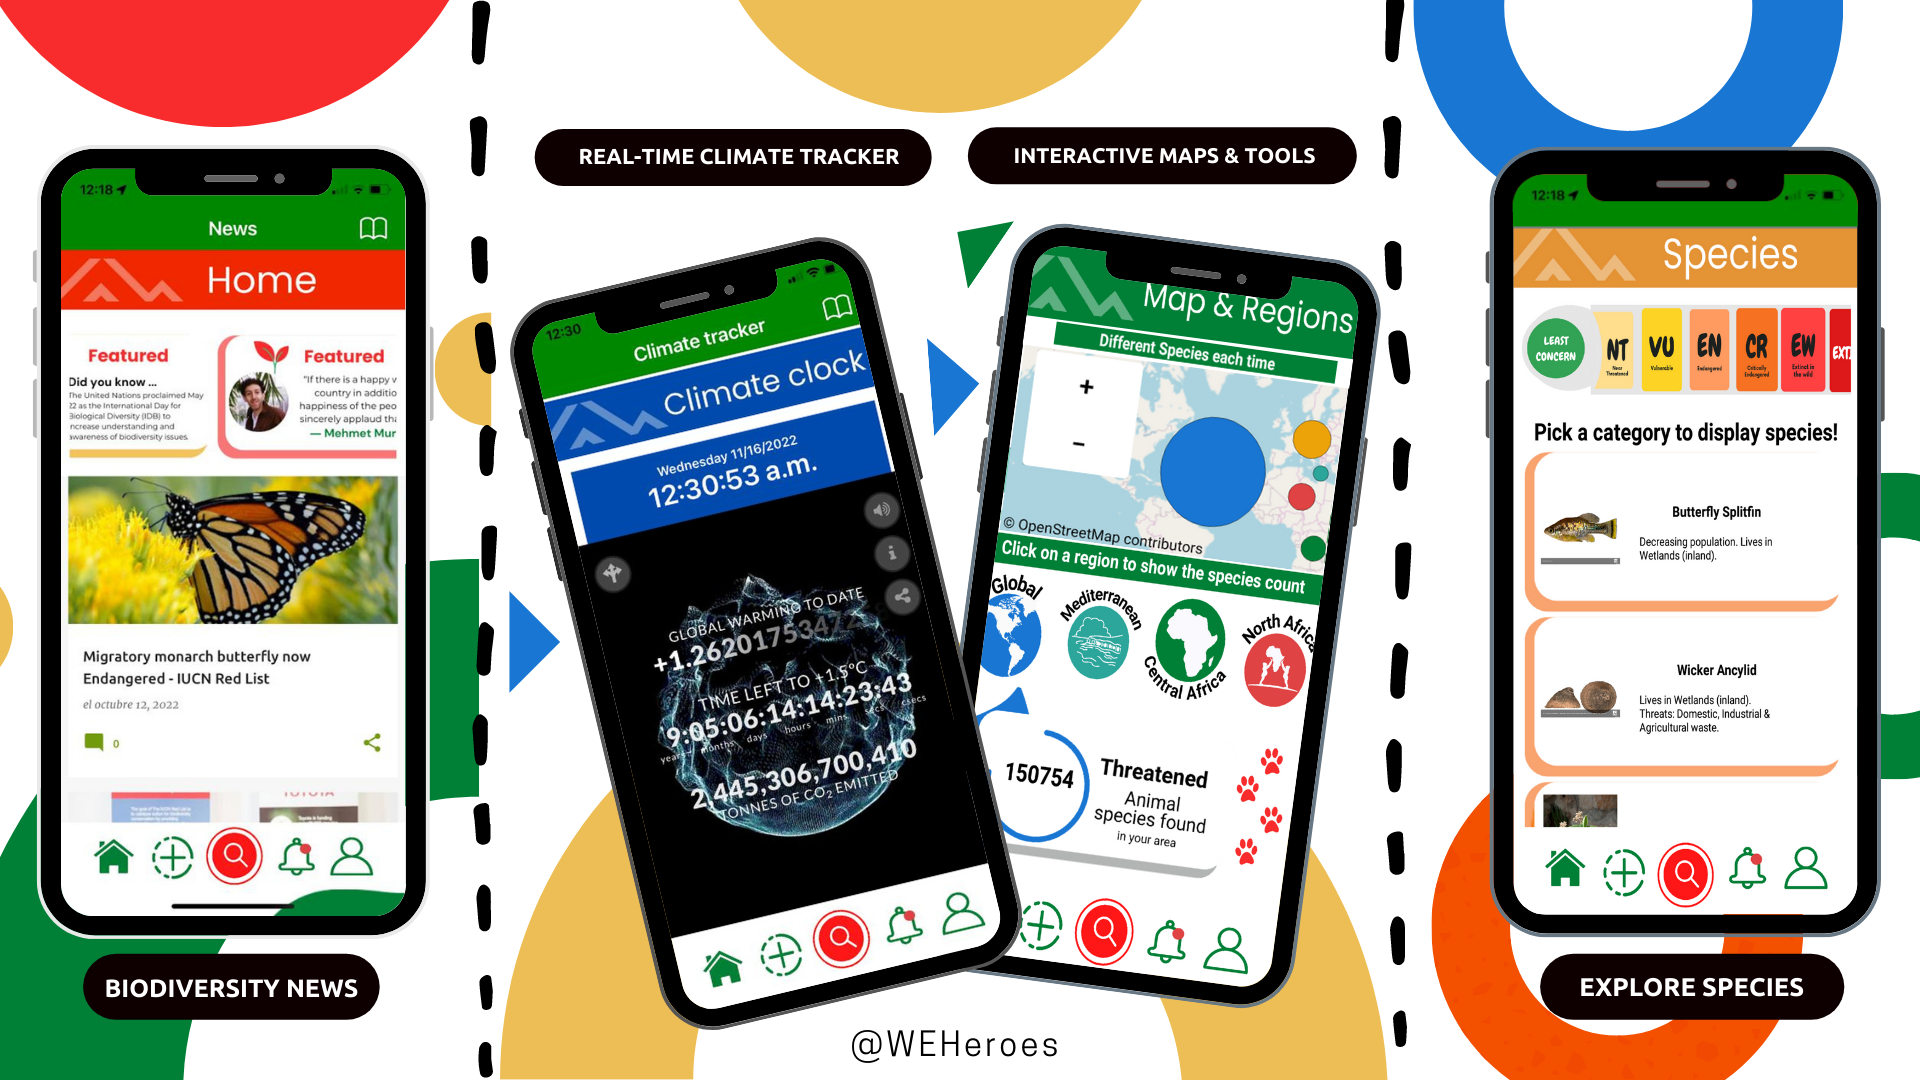 REAL-TIME CLIMATE TRACKER
INTERACTIVE MAPS & TOOLS
12:18
News
Home
Featured
Did you know ...
The United Nations proclaimed May
22 as the International Day for
Biological Diversity (IDB) to
increase understanding and
awareness of biodiversity issues.
Featured
"If there is a happy
country in additio
happiness of the peo
sincerely applaud tha
— Mehmet Mur
Migratory monarch butterfly now
Endangered - IUCN Red List
el octubre 12, 2022
0
BIODIVERSITY NEWS
12:30
Climate tracker
Climate clock
Wednesday 11/16/2022
12:30:53 a.m.
GLOBAL WARMING TO DATE
+1.26201753472
TIME LEFT TO +1.5°C
9:05:06:14:14:23:43
months days hours mins
2,445,306,700,410
TONNES OF CO2 EMITTED
Map & Regions
Different Species each time
+
−
© OpenStreetMap contributors
Click on a region to show the species count
Global
Mediterranean
Central Africa
North Africa
150754
Threatened
Animal
species found
in your area
@WEHeroes
12:18
Species
LEAST
CONCERN
NT
Near
Threatened
VU
Vulnerable
EN
Endangered
CR
Critically
Endangered
EW
Extinct in
the wild
EXT
Pick a category to display species!
Butterfly Splitfin
Decreasing population. Lives in
Wetlands (inland).
Wicker Ancylid
Lives in Wetlands (inland).
Threats: Domestic, Industrial &
Agricultural waste.
EXPLORE SPECIES